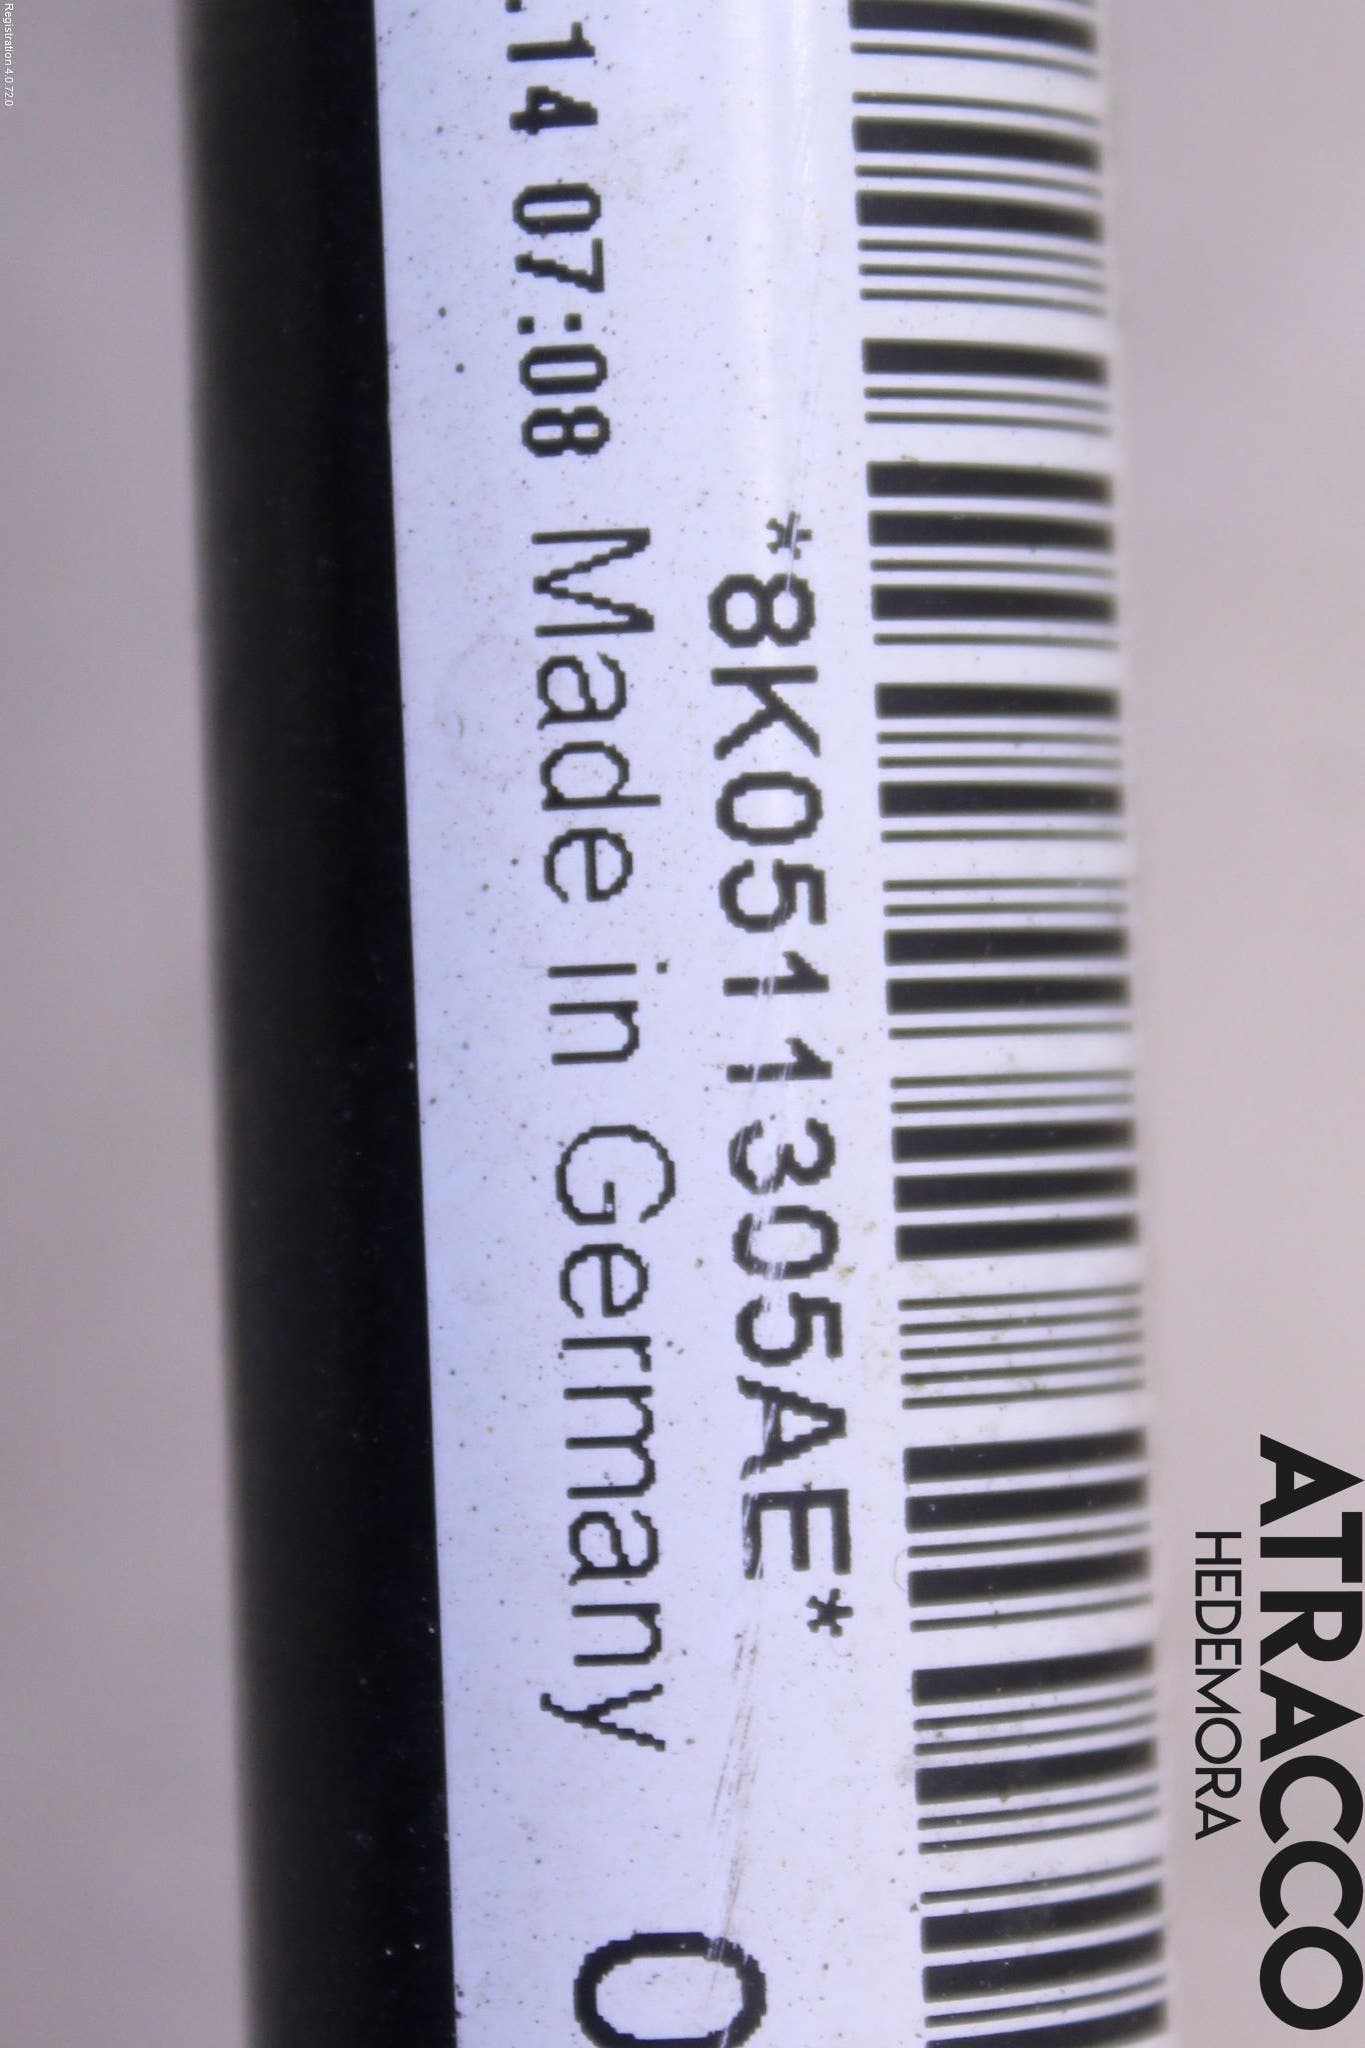 *8K0511305AE*
.14 07:08 Made in Germany
O
ATRACCO
HEDEMORA
Registration 4.0.72.0